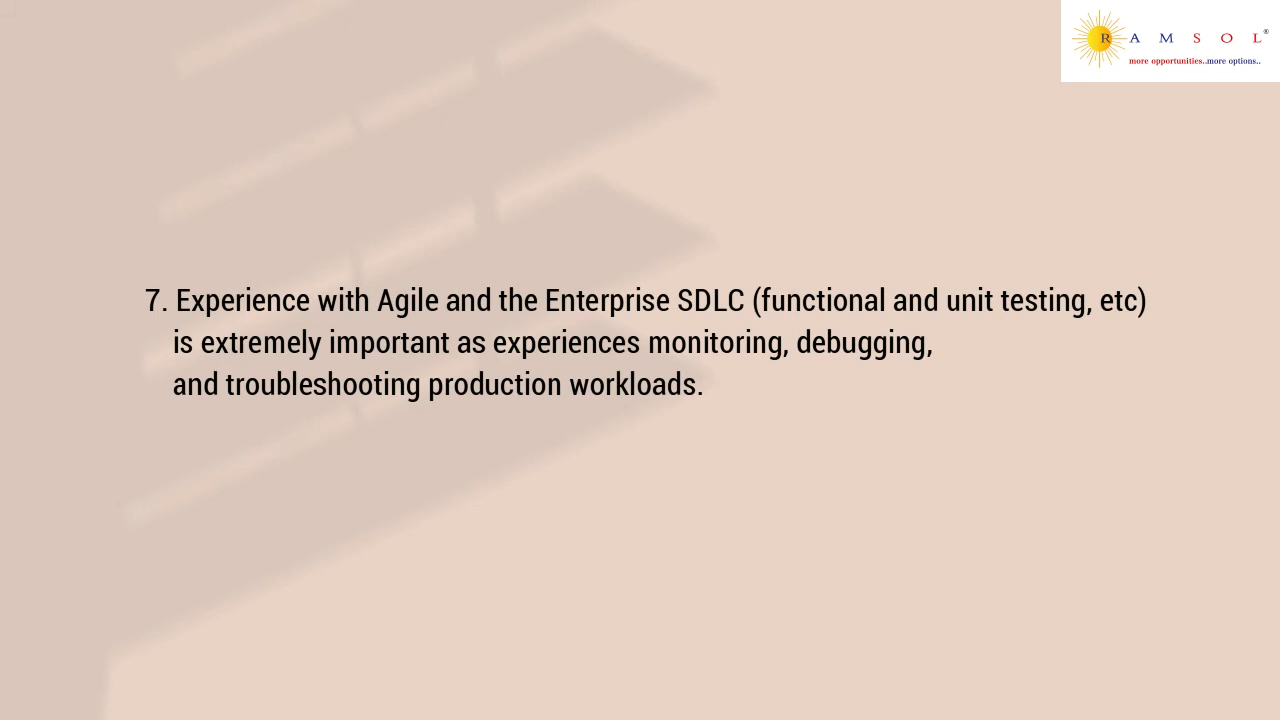 R A M S O L®
more opportunities..more options..
7. Experience with Agile and the Enterprise SDLC (functional and unit testing, etc)
is extremely important as experiences monitoring, debugging,
and troubleshooting production workloads.